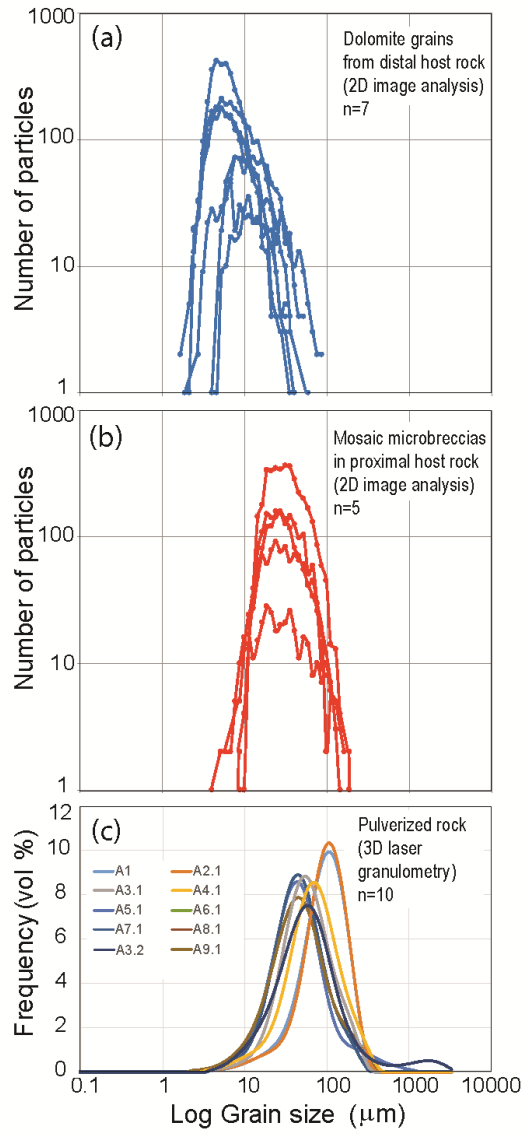 (a)
Dolomite grains
from distal host rock
(2D image analysis)
n=7
Number of particles
1000
100
10
1
(b)
Mosaic microbreccias
in proximal host rock
(2D image analysis)
n=5
Number of particles
1000
100
10
1
(c)
Pulverized rock
(3D laser
granulometry)
n=10
Frequency (vol %)
12
10
8
6
4
2
0
A1 A2.1
A3.1 A4.1
A5.1 A6.1
A7.1 A8.1
A3.2 A9.1
0.1 1 10 100 1000 10000
Log Grain size (μm)